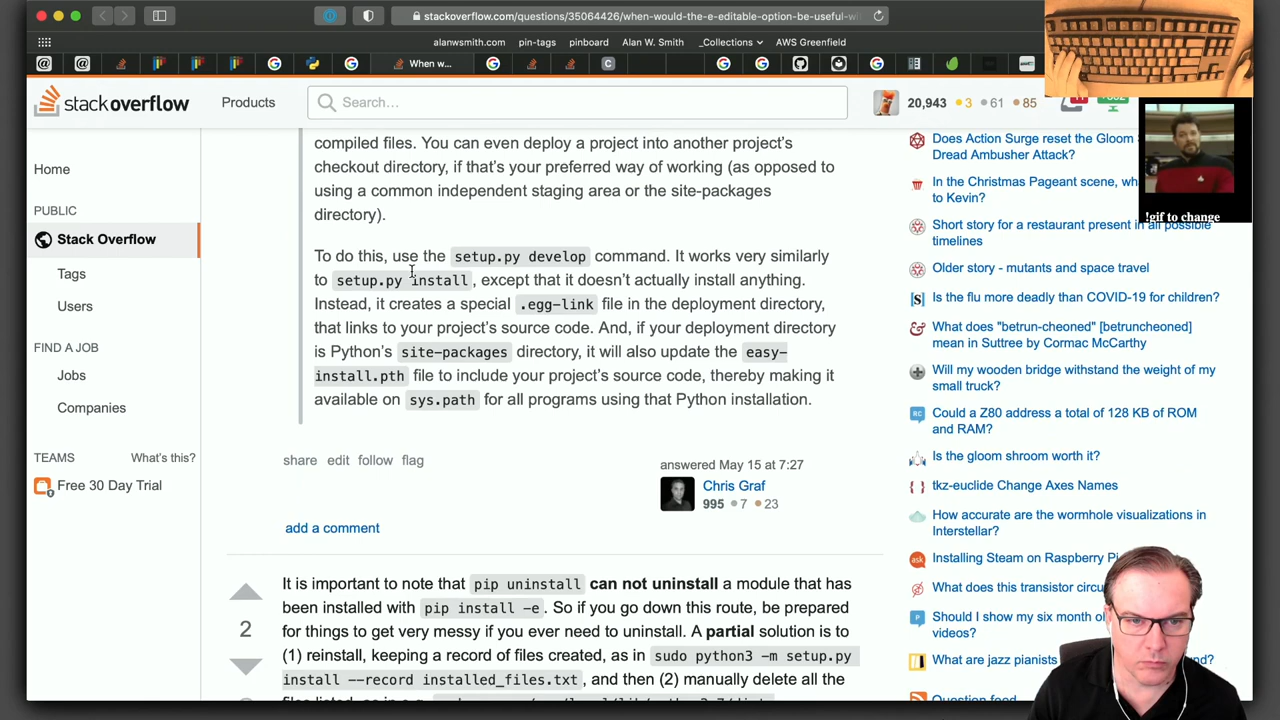 stackoverflow.com/questions/35064426/when-would-the-e-editable-option-be-useful-wi
alanwsmith.com pin-tags pinboard Alan W. Smith _Collections AWS Greenfield
When w...
stackoverflow Products Search... 20,943 3 61 85
Home
PUBLIC
Stack Overflow
Tags
Users
FIND A JOB
Jobs
Companies
TEAMS What's this?
Free 30 Day Trial
compiled files. You can even deploy a project into another project's
checkout directory, if that's your preferred way of working (as opposed to
using a common independent staging area or the site-packages
directory).
To do this, use the setup.py develop command. It works very similarly
to setup.py install, except that it doesn't actually install anything.
Instead, it creates a special .egg-link file in the deployment directory,
that links to your project's source code. And, if your deployment directory
is Python's site-packages directory, it will also update the easy-
install.pth file to include your project's source code, thereby making it
available on sys.path for all programs using that Python installation.
share edit follow flag
answered May 15 at 7:27
Chris Graf
995 7 23
add a comment
2
It is important to note that pip uninstall can not uninstall a module that has
been installed with pip install -e. So if you go down this route, be prepared
for things to get very messy if you ever need to uninstall. A partial solution is to
(1) reinstall, keeping a record of files created, as in sudo python3 -m setup.py
install --record installed_files.txt, and then (2) manually delete all the
Does Action Surge reset the Gloom
Dread Ambusher Attack?
In the Christmas Pageant scene,
to Kevin?
Short story for a restaurant present in all possible
timelines
Older story - mutants and space travel
Is the flu more deadly than COVID-19 for children?
What does "betrun-cheoned" [betruncheoned]
mean in Suttree by Cormac McCarthy
Will my wooden bridge withstand the weight of my
small truck?
Could a Z80 address a total of 128 KB of ROM
and RAM?
Is the gloom shroom worth it?
tkz-euclide Change Axes Names
How accurate are the wormhole visualizations in
Interstellar?
Installing Steam on Raspberry
What does this transistor
Should I show my six month
videos?
What are jazz pianists
Question feed
!gif to change